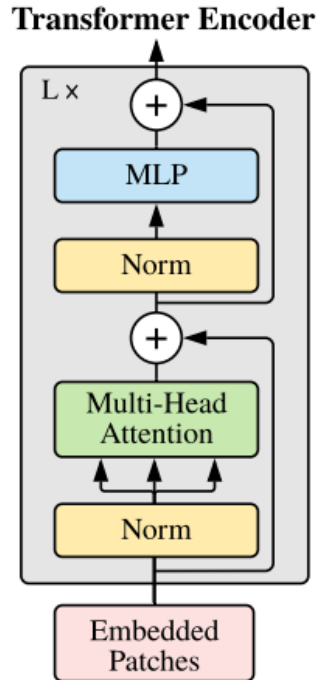 Transformer Encoder
L ×
+
MLP
Norm
+
Multi-Head
Attention
Norm
Embedded
Patches